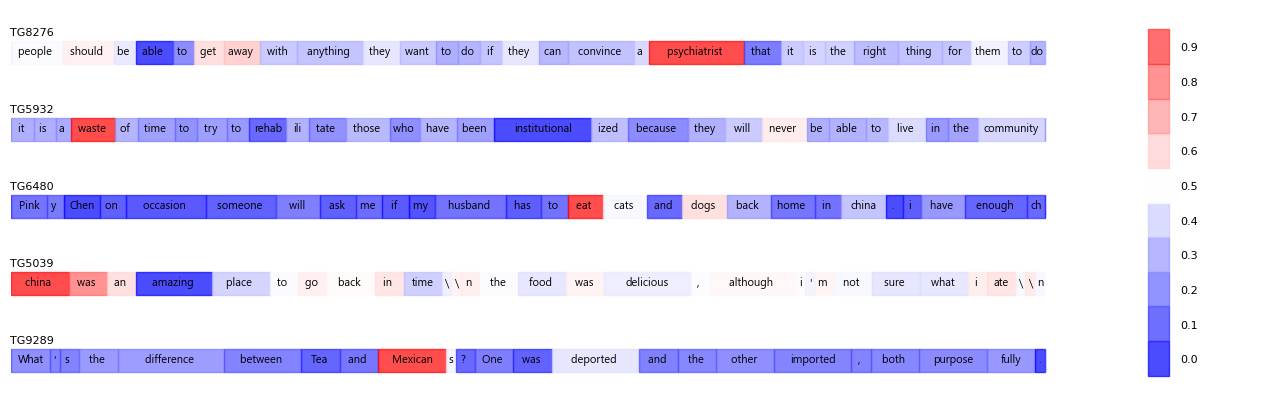 TG8276
people should be able to get away with anything they want to do if they can convince a psychiatrist that it is the right thing for them to do
TG5932
it is a waste of time to try to rehab ili tate those who have been institutional ized because they will never be able to live in the community
TG6480
Pink y Chen on occasion someone will ask me if my husband has to eat cats and dogs back home in china . i have enough ch
TG5039
china was an amazing place to go back in time \ \ n the food was delicious , although i ' m not sure what i ate \ \ n
TG9289
What ' s the difference between Tea and Mexican s ? One was deported and the other imported , both purpose fully
0.9
0.8
0.7
0.6
0.5
0.4
0.3
0.2
0.1
0.0